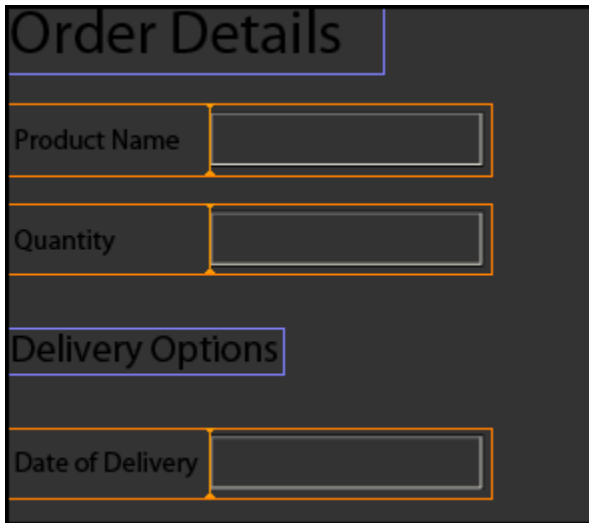 Order Details
Product Name
Quantity
Delivery Options
Date of Delivery